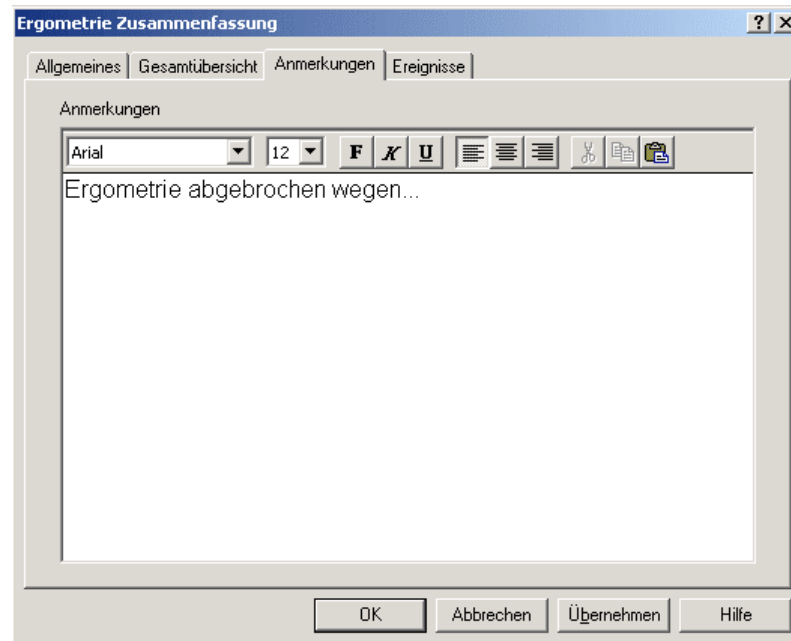 Ergometrie Zusammenfassung
Allgemeines Gesamtübersicht Anmerkungen Ereignisse
Anmerkungen
Arial 12 F K U
Ergometrie abgebrochen wegen...
OK Abbrechen Übernehmen Hilfe